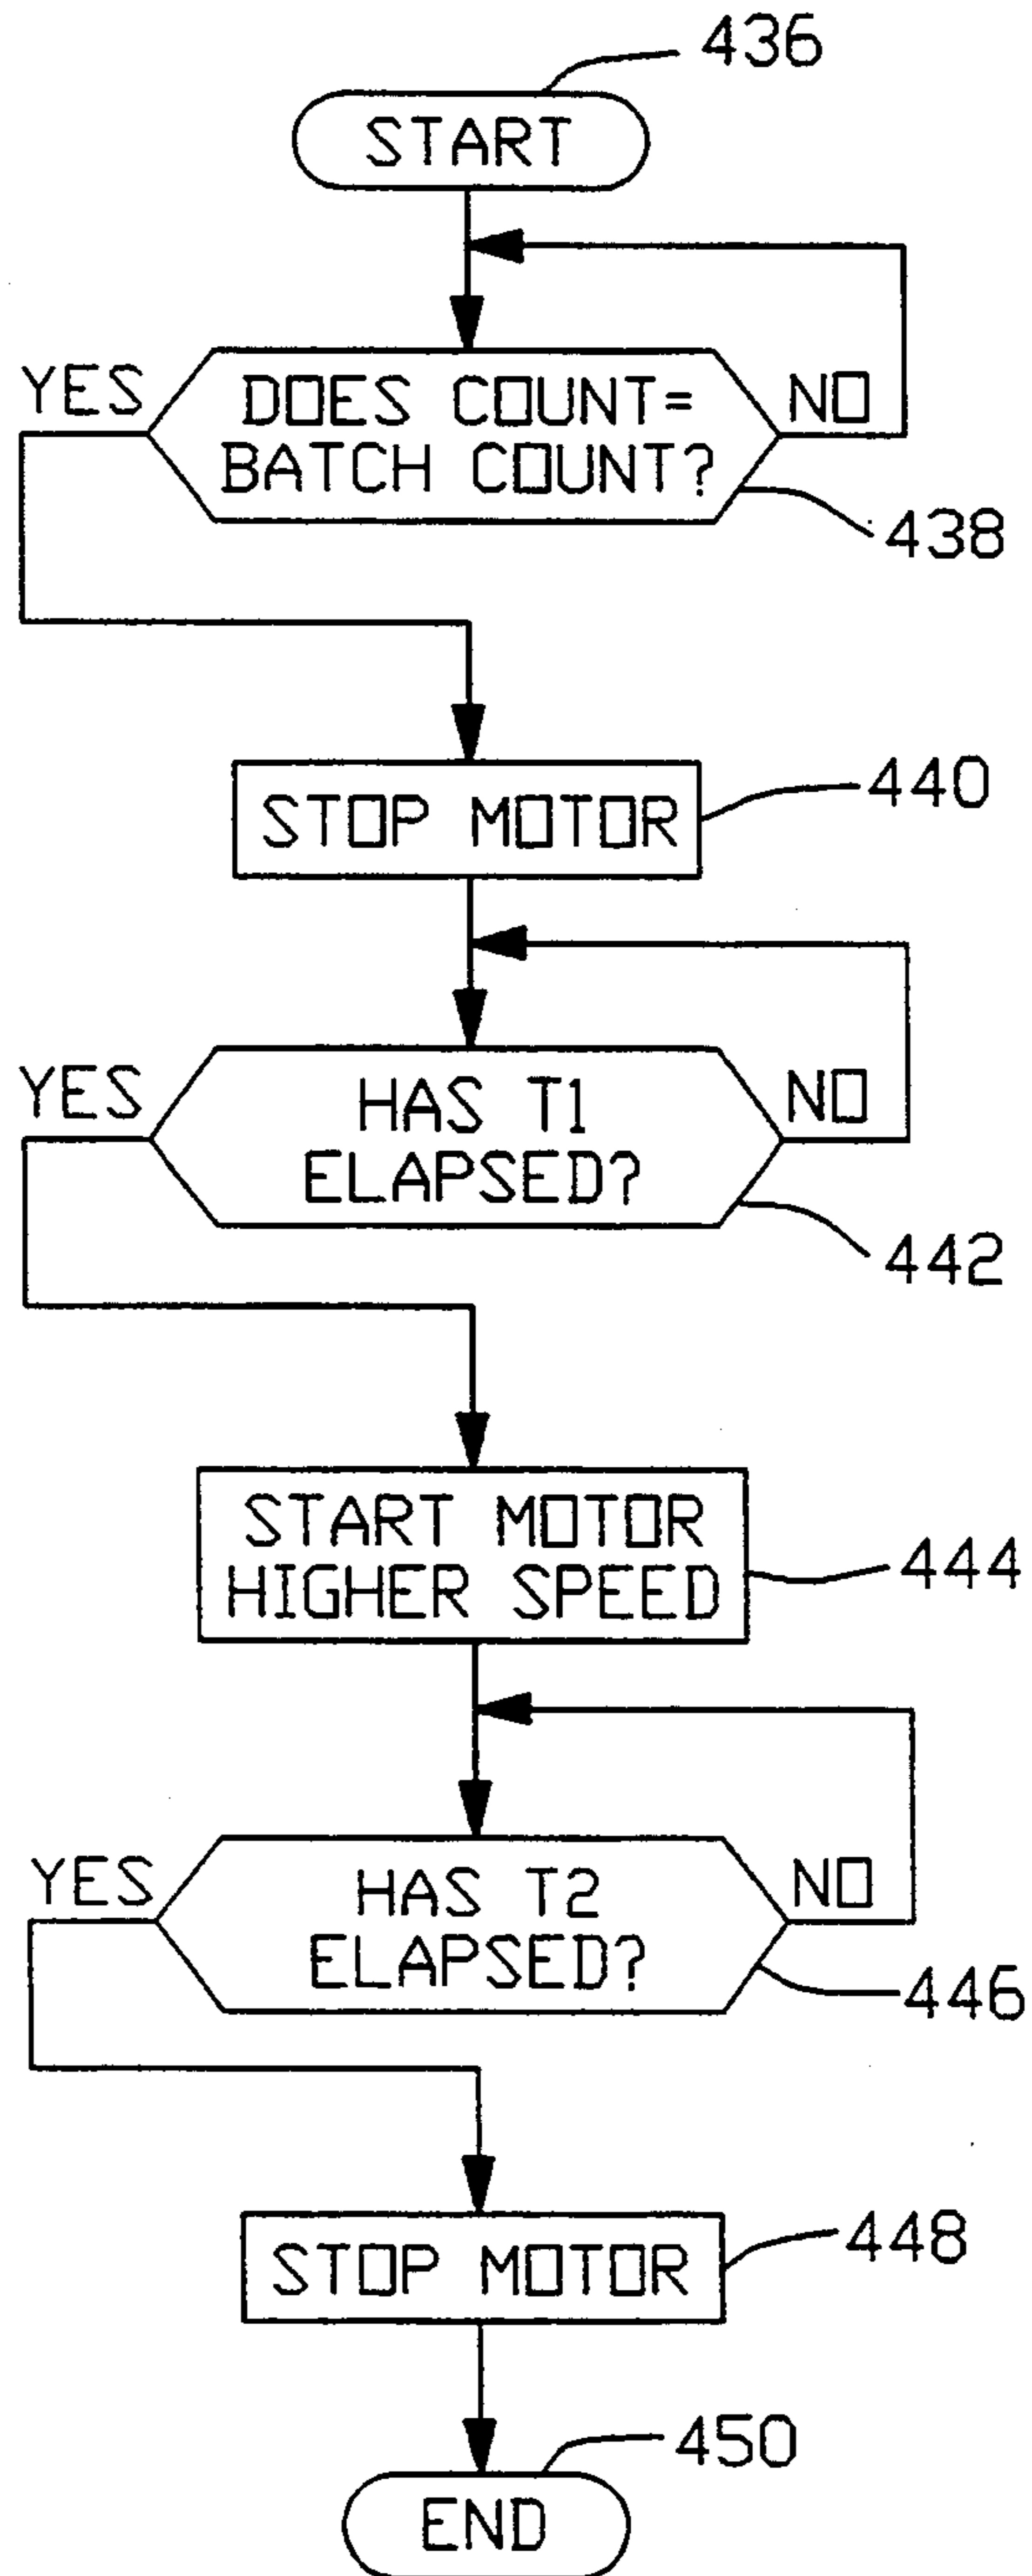 436
START
YES
DOES COUNT=
BATCH COUNT?
NO
438
STOP MOTOR
440
YES
HAS T1
ELAPSED?
NO
442
START MOTOR
HIGHER SPEED
444
YES
HAS T2
ELAPSED?
NO
446
STOP MOTOR
448
450
END